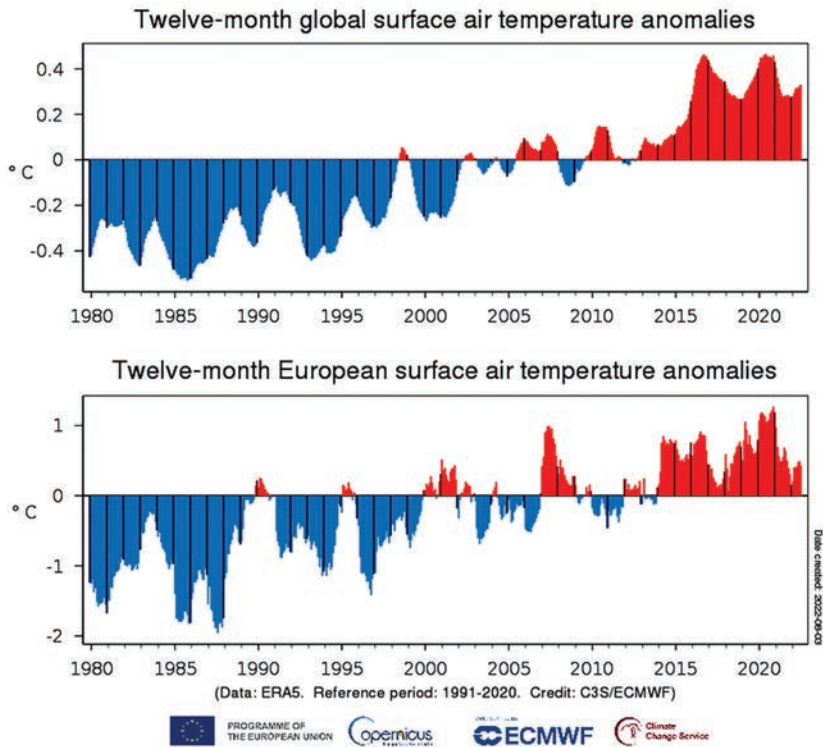 Twelve-month global surface air temperature anomalies
0.4
0.2
0
° C
-0.2
-0.4
1980 1985 1990 1995 2000 2005 2010 2015 2020
Twelve-month European surface air temperature anomalies
1
0
° C
-1
-2
1980 1985 1990 1995 2000 2005 2010 2015 2020
Date created: 2022-08-03
(Data: ERA5. Reference period: 1991-2020. Credit: C3S/ECMWF)
PROGRAMME OF
THE EUROPEAN UNION
opernicus
ECMWF
Climate
Change Service